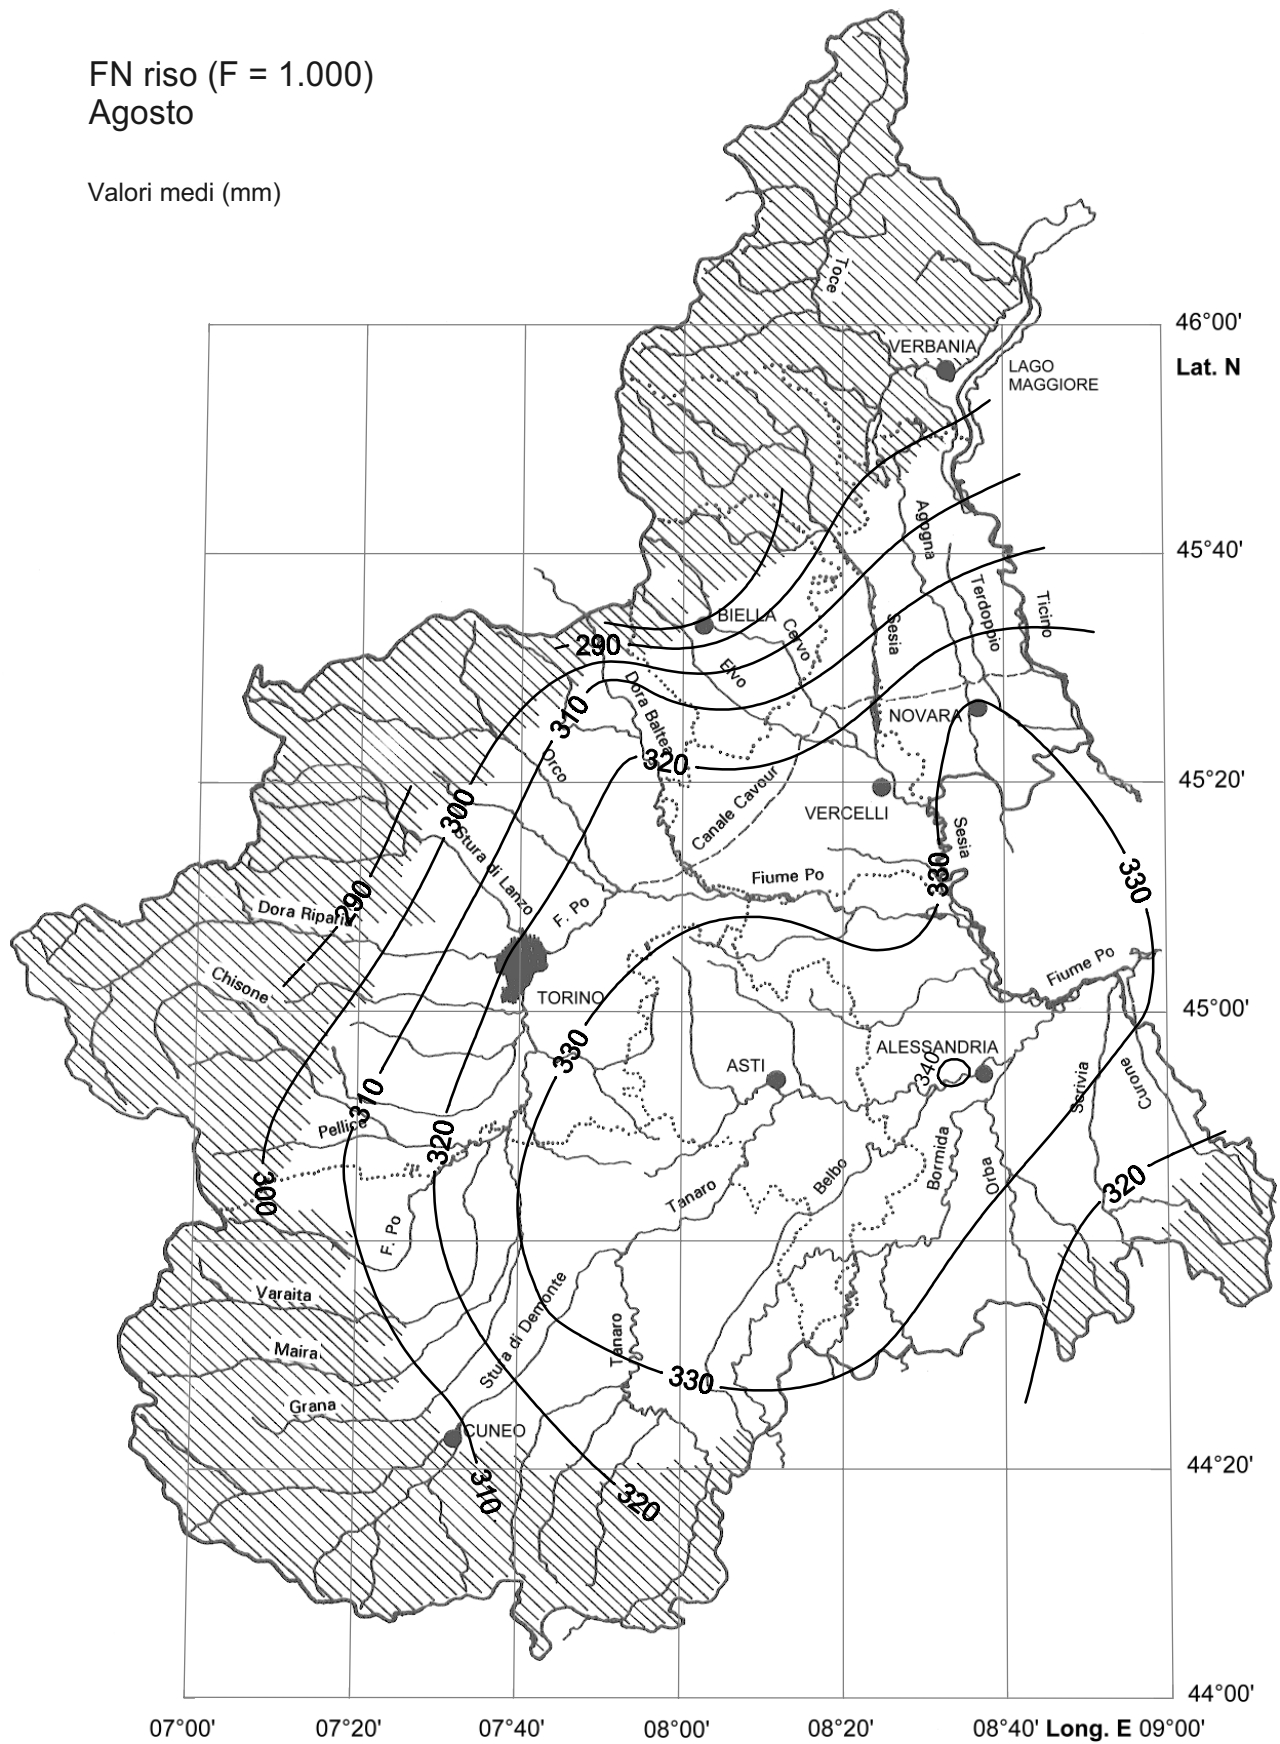 FN riso (F = 1.000)
Agosto
Valori medi (mm)
Toce
46°00'
VERBANIA
Lat. N
LAGO
MAGGIORE
Agogna
45°40'
Terdoppio
Ticino
BIELLA
Cervo
Sesia
290
Elvo
Dora Baltea
310
NOVARA
Orco
320
45°20'
Canale Cavour
VERCELLI
300
Stura di Lanzo
Sesia
330
330
Fiume Po
290
Dora Riparia
F. Po
Fiume Po
Chisone
TORINO
45°00'
330
ASTI
ALESSANDRIA
340
Scrivia
Curone
310
Pellice
320
Bormida
Orba
Belbo
Tanaro
320
300
F. Po
Varaita
Stura di Demonte
Tanaro
Maira
330
Grana
CUNEO
44°20'
310
320
44°00'
07°00' 07°20' 07°40' 08°00' 08°20' 08°40' Long. E 09°00'